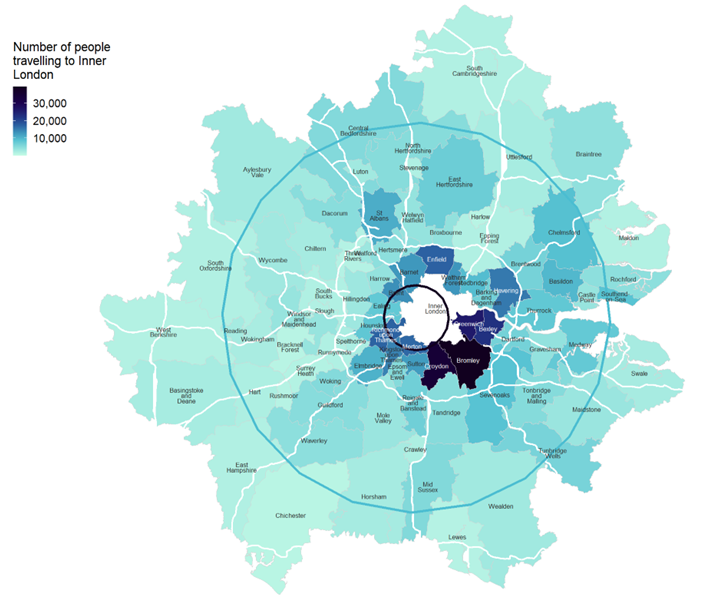 Number of people
travelling to Inner
London
30,000
20,000
10,000
South
Cambridgeshire
Central
Bedfordshire
North
Hertfordshire
Uttlesford
Braintree
Aylesbury
Vale
Luton
Stevenage
East
Hertfordshire
Dacorum
St
Albans
Welwyn
Hatfield
Harlow
Broxbourne
Epping
Forest
Chelmsford
Maldon
Chiltern
Three
Rivers
Watford
Hertsmere
Enfield
South
Oxfordshire
Wycombe
Barnet
Waltham
Forest
Redbridge
Brentwood
Harrow
Havering
Basildon
Rochford
South
Bucks
Hillingdon
Barking
and
Dagenham
Castle
Point
Southend
on Sea
Ealing
Inner
London
Thurrock
Slough
Windsor
and
Maidenhead
West
Berkshire
Reading
Wokingham
Hounslow
Richmond
upon
Thames
Greenwich
Bexley
Bracknell
Forest
Spelthorne
Merton
Dartford
Gravesham
Medway
Runnymede
Bromley
Croydon
Sutton
Elmbridge
Epsom
and
Ewell
Surrey
Heath
Swale
Woking
Basingstoke
and
Deane
Hart
Rushmoor
Sevenoaks
Tonbridge
and
Malling
Guildford
Reigate
and
Banstead
Maidstone
Mole
Valley
Tandridge
Waverley
Crawley
Tunbridge
Wells
East
Hampshire
Mid
Sussex
Horsham
Wealden
Chichester
Lewes